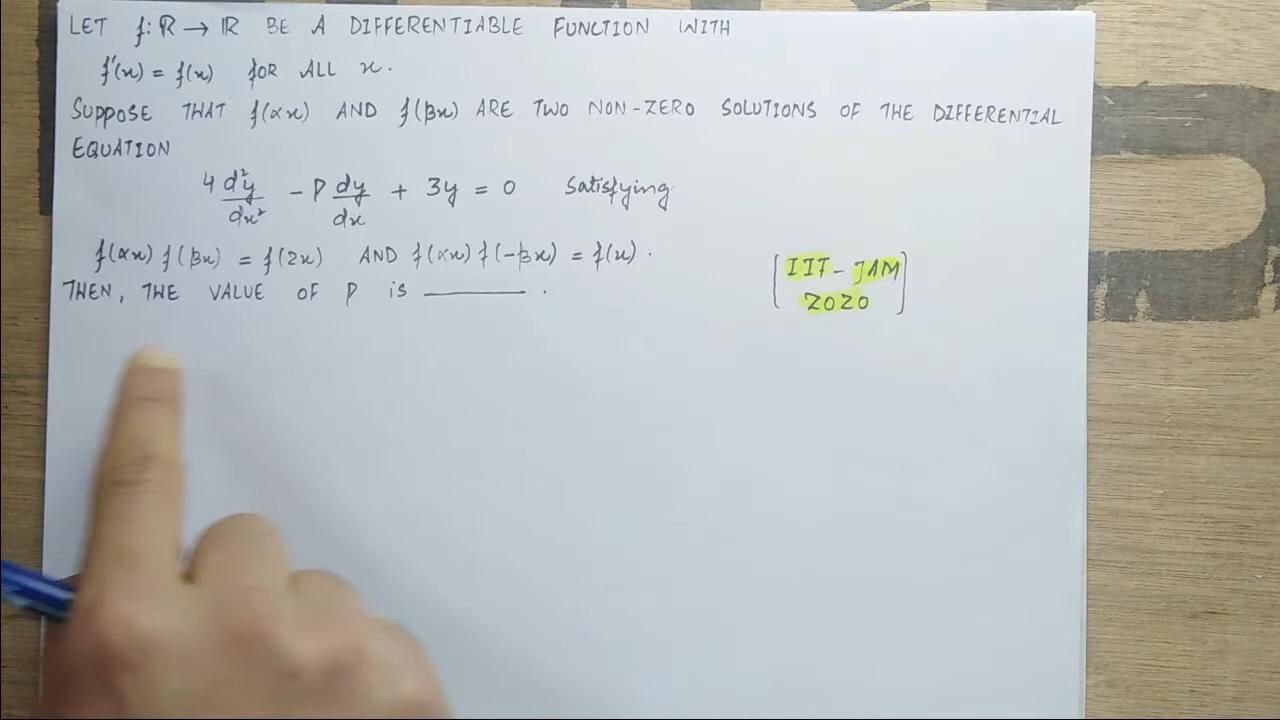 LET f: ℝ → ℝ BE A DIFFERENTIABLE FUNCTION WITH
f'(x) = f(x) FOR ALL x.
SUPPOSE THAT f(αx) AND f(βx) ARE TWO NON-ZERO SOLUTIONS OF THE DIFFERENTIAL
EQUATION
4 d²y/dx² - P dy/dx + 3y = 0 Satisfying
f(αx) f(βx) = f(2x) AND f(αx) f(-βx) = f(x).
THEN, THE VALUE OF P is ______ .
[IIT-JAM
2020]